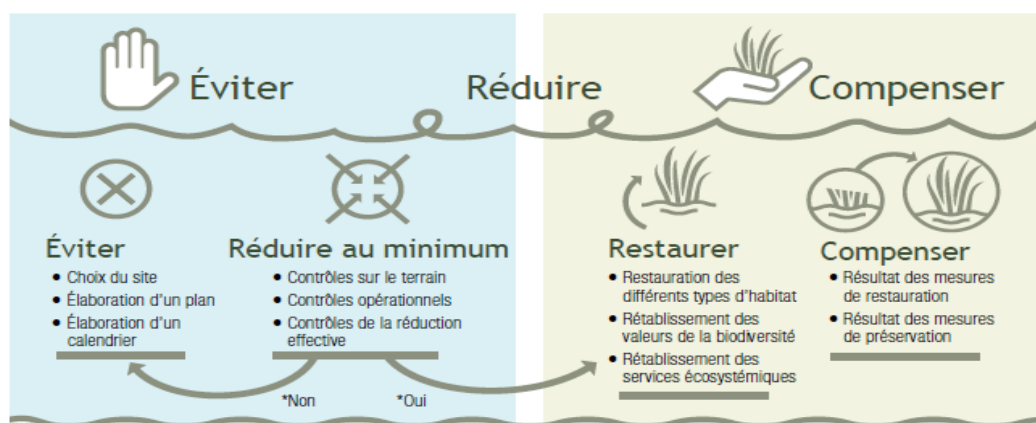 Éviter
Réduire
Compenser
Éviter
• Choix du site
• Élaboration d'un plan
• Élaboration d'un
calendrier
Réduire au minimum
• Contrôles sur le terrain
• Contrôles opérationnels
• Contrôles de la réduction
effective
*Non
*Oui
Restaurer
• Restauration des
différents types d'habitat
• Rétablissement des
valeurs de la biodiversité
• Rétablissement des
services écosystémiques
Compenser
• Résultat des mesures
de restauration
• Résultat des mesures
de préservation